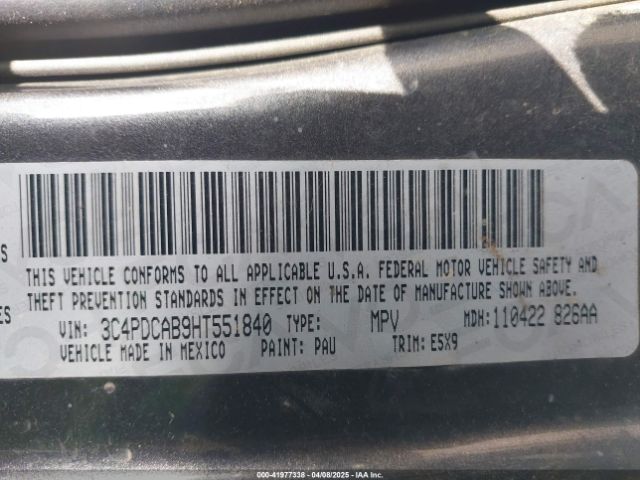 S
THIS VEHICLE CONFORMS TO ALL APPLICABLE U.S.A. FEDERAL MOTOR VEHICLE SAFETY AND
THEFT PREVENTION STANDARDS IN EFFECT ON THE DATE OF MANUFACTURE SHOWN ABOVE.
ES
VIN: 3C4PDCAB9HT551840 TYPE: MPV MDH: 110422 826AA
VEHICLE MADE IN MEXICO PAINT: PAU TRIM: E5X9
000-41977338 - 04/08/2025 - IAA Inc.